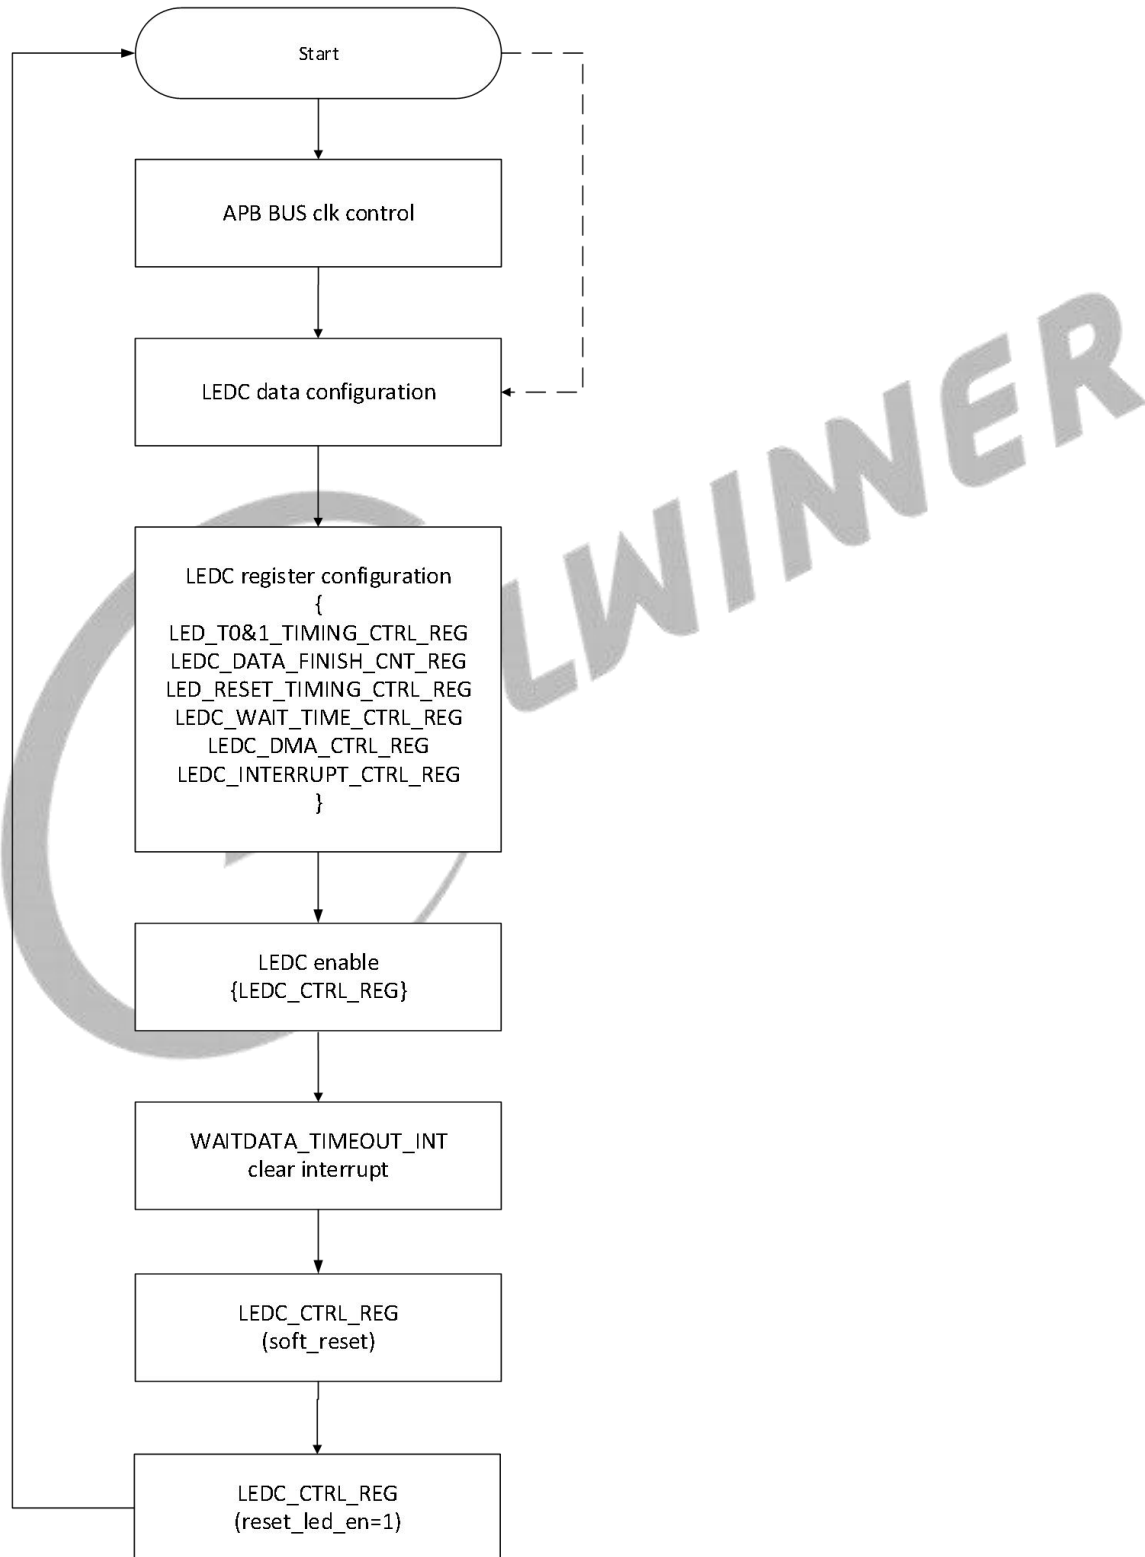 Start
APB BUS clk control
LEDC data configuration
LEDC register configuration
{
LED_T0&1_TIMING_CTRL_REG
LEDC_DATA_FINISH_CNT_REG
LED_RESET_TIMING_CTRL_REG
LEDC_WAIT_TIME_CTRL_REG
LEDC_DMA_CTRL_REG
LEDC_INTERRUPT_CTRL_REG
}
LEDC enable
{LEDC_CTRL_REG}
WAITDATA_TIMEOUT_INT
clear interrupt
LEDC_CTRL_REG
(soft_reset)
LEDC_CTRL_REG
(reset_led_en=1)
LWINNER